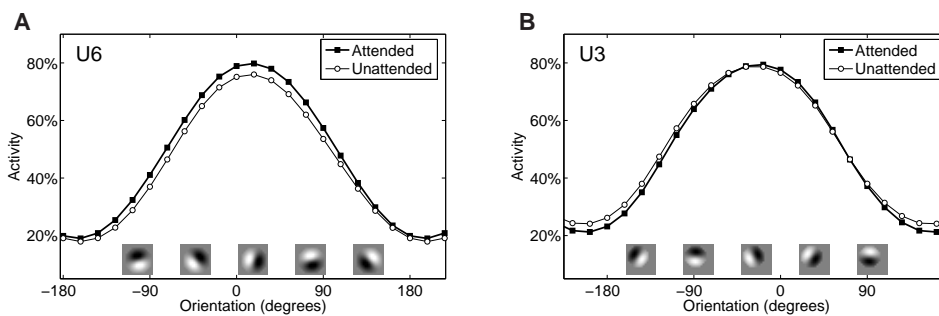 A
U6
Attended
Unattended
80%
60%
40%
20%
Activity
−180
−90
0
90
180
Orientation (degrees)
B
U3
Attended
Unattended
80%
60%
40%
20%
Activity
−180
−90
0
90
Orientation (degrees)